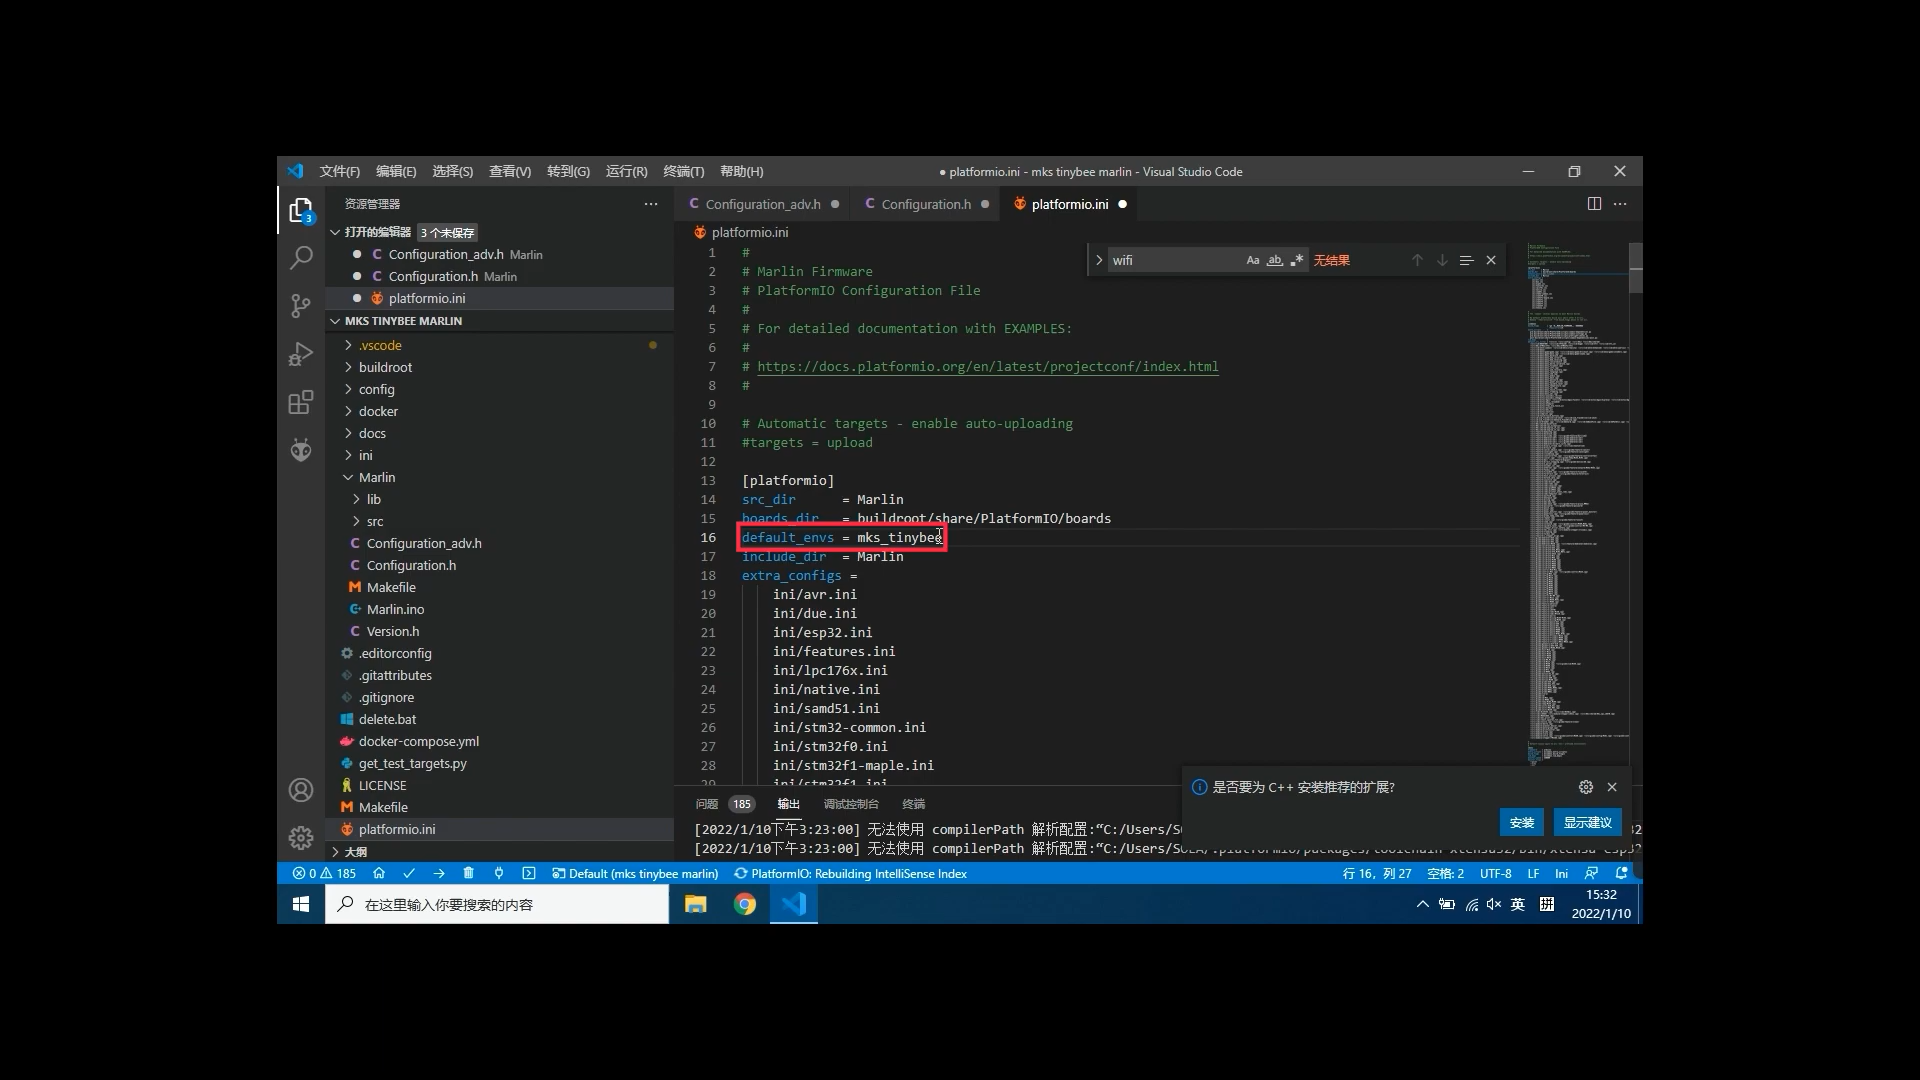 文件(F) 编辑(E) 选择(S) 查看(V) 转到(G) 运行(R) 终端(T) 帮助(H)
● platformio.ini - mks tinybee marlin - Visual Studio Code
资源管理器
Configuration_adv.h
Configuration.h
platformio.ini
打开的编辑器 3 个未保存
Configuration_adv.h Marlin
Configuration.h Marlin
platformio.ini
MKS TINYBEE MARLIN
.vscode
buildroot
config
docker
docs
ini
Marlin
lib
src
Configuration_adv.h
Configuration.h
Makefile
Marlin.ino
Version.h
.editorconfig
.gitattributes
.gitignore
delete.bat
docker-compose.yml
get_test_targets.py
LICENSE
Makefile
platformio.ini
大纲
3
platformio.ini
wifi Aa ab 无结果
1 #
2 # Marlin Firmware
3 # PlatformIO Configuration File
4 #
5 # For detailed documentation with EXAMPLES:
6 #
7 # https://docs.platformio.org/en/latest/projectconf/index.html
8 #
9
10 # Automatic targets - enable auto-uploading
11 #targets = upload
12
13 [platformio]
14 src_dir = Marlin
15 boards_dir = buildroot/share/PlatformIO/boards
16 default_envs = mks_tinybee
17 include_dir = Marlin
18 extra_configs =
19 ini/avr.ini
20 ini/due.ini
21 ini/esp32.ini
22 ini/features.ini
23 ini/lpc176x.ini
24 ini/native.ini
25 ini/samd51.ini
26 ini/stm32-common.ini
27 ini/stm32f0.ini
28 ini/stm32f1-maple.ini
29 ini/stm32f1.ini
是否要为 C++ 安装推荐的扩展?
安装 显示建议
问题 185 输出 调试控制台 终端
[2022/1/10下午3:23:00] 无法使用 compilerPath 解析配置:“C:/Users/S
[2022/1/10下午3:23:00] 无法使用 compilerPath 解析配置:“C:/Users/
0 185 Default (mks tinybee marlin) PlatformIO: Rebuilding IntelliSense Index
行 16，列 27 空格: 2 UTF-8 LF Ini
在这里输入你要搜索的内容
英 拼
15:32
2022/1/10